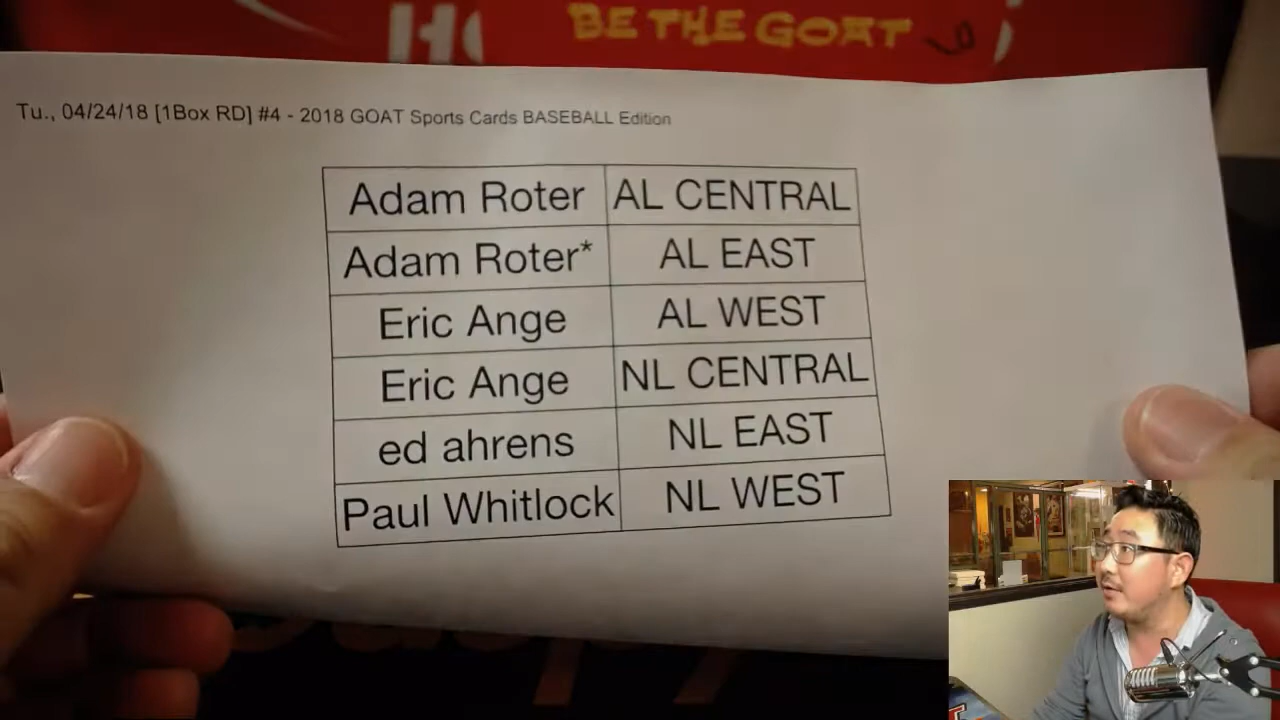 BE THE GOAT
Tu., 04/24/18 [1Box RD] #4 - 2018 GOAT Sports Cards BASEBALL Edition
Adam Roter AL CENTRAL
Adam Roter* AL EAST
Eric Ange AL WEST
Eric Ange NL CENTRAL
ed ahrens NL EAST
Paul Whitlock NL WEST